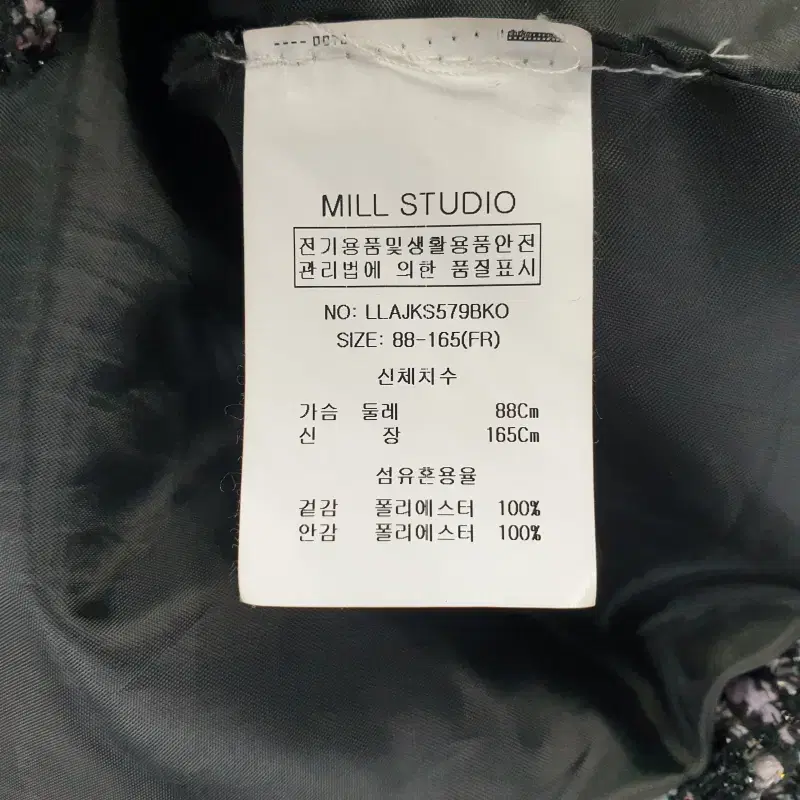 MILL STUDIO
전기용품및생활용품안전
관리법에 의한 품질표시
NO: LLAJKS579BKO
SIZE: 88-165(FR)
신체치수
가슴 둘레 88Cm
신 장 165Cm
섬유혼용율
겉감 폴리에스터 100%
안감 폴리에스터 100%